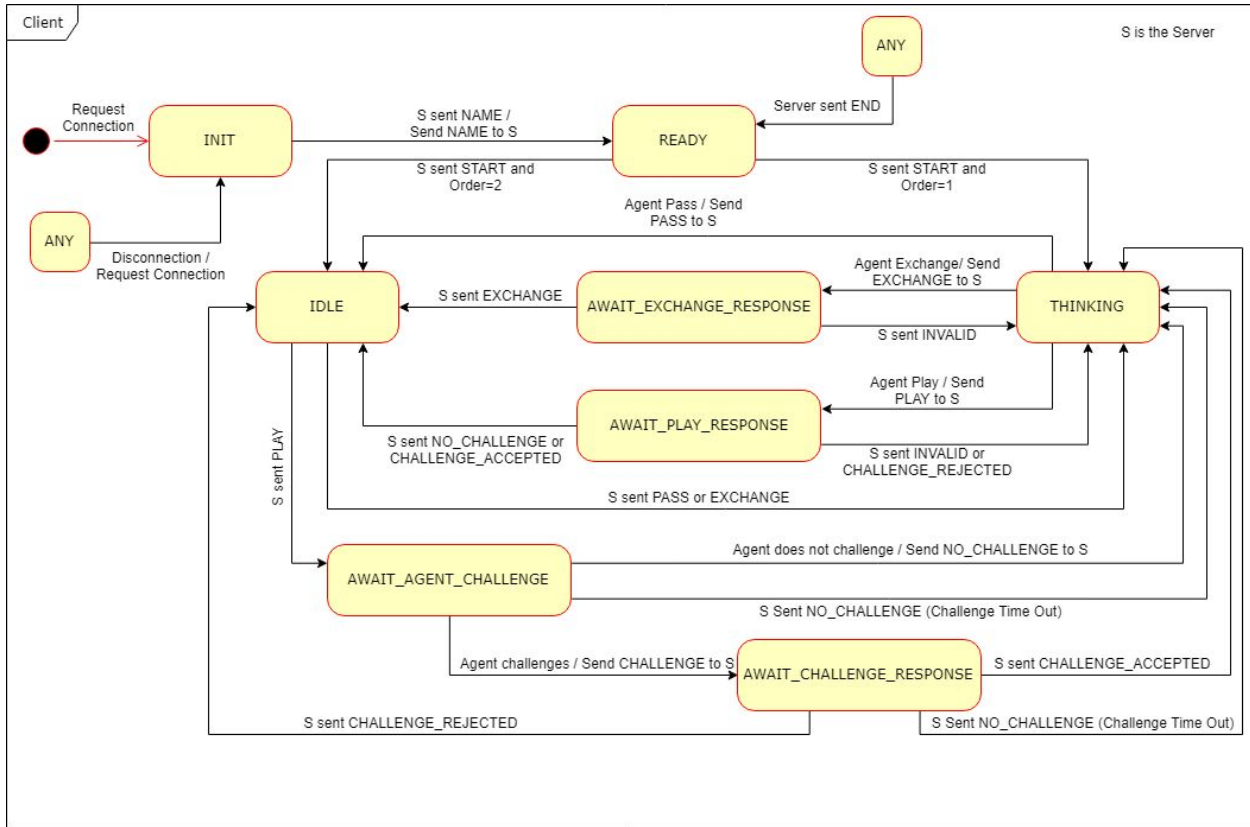 Client
S is the Server
ANY
Request
Connection
INIT
S sent NAME /
Send NAME to S
READY
Server sent END
S sent START and
Order=2
S sent START and
Order=1
ANY
Disconnection /
Request Connection
Agent Pass / Send
PASS to S
IDLE
S sent EXCHANGE
AWAIT_EXCHANGE_RESPONSE
Agent Exchange/ Send
EXCHANGE to S
THINKING
S sent INVALID
Agent Play / Send
PLAY to S
AWAIT_PLAY_RESPONSE
S sent NO_CHALLENGE or
CHALLENGE_ACCEPTED
S sent INVALID or
CHALLENGE_REJECTED
S sent PLAY
S sent PASS or EXCHANGE
AWAIT_AGENT_CHALLENGE
Agent does not challenge / Send NO_CHALLENGE to S
S Sent NO_CHALLENGE (Challenge Time Out)
Agent challenges / Send CHALLENGE to S
AWAIT_CHALLENGE_RESPONSE
S sent CHALLENGE_ACCEPTED
S sent CHALLENGE_REJECTED
S Sent NO_CHALLENGE (Challenge Time Out)